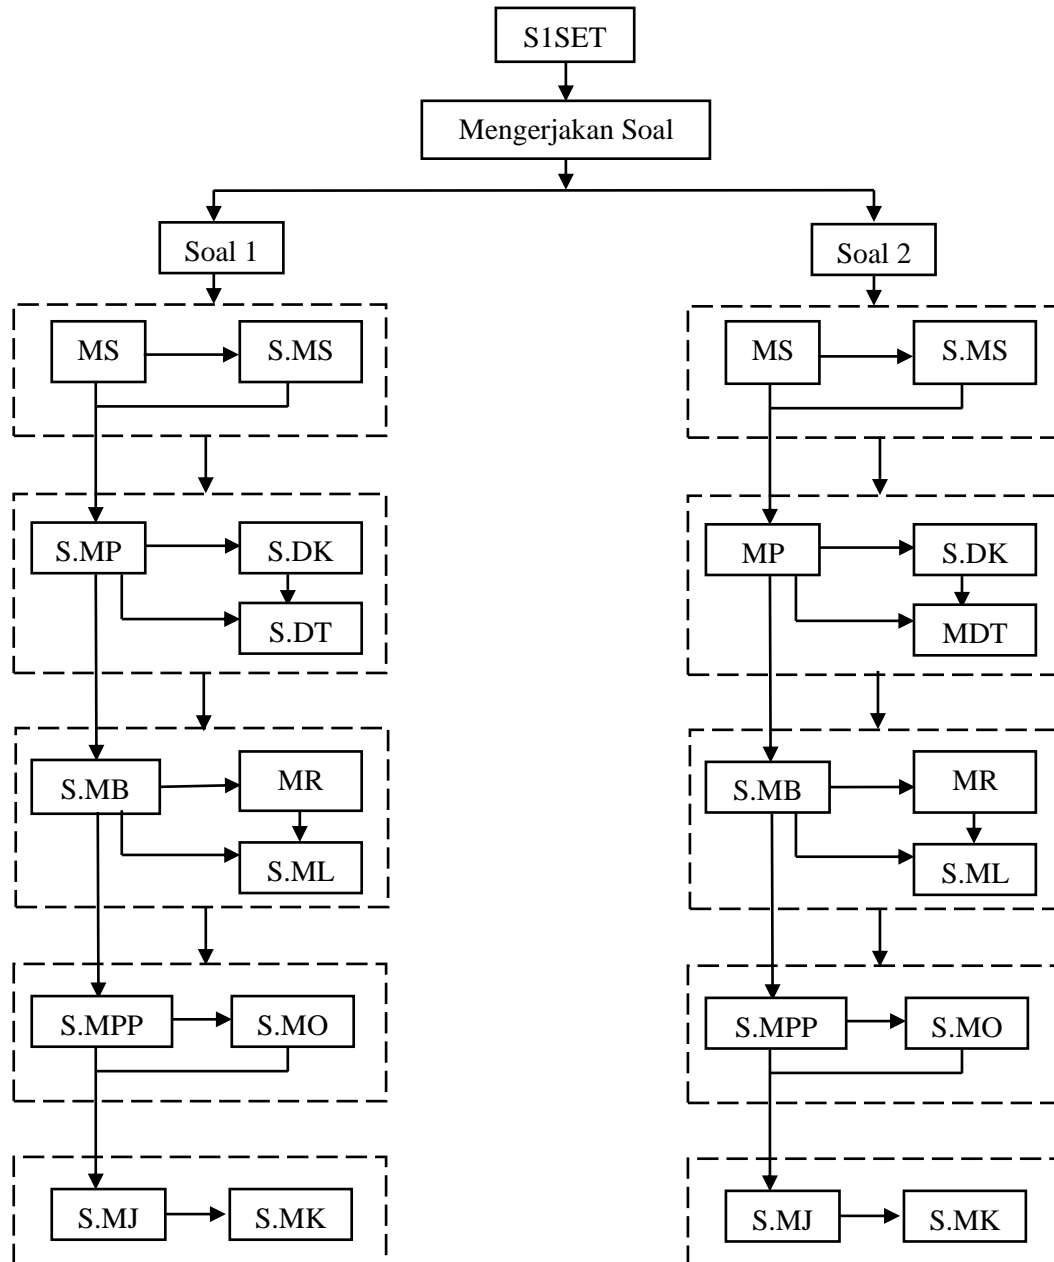 S1SET
Mengerjakan Soal
Soal 1
Soal 2
MS
S.MS
MS
S.MS
S.MP
S.DK
MP
S.DK
S.DT
MDT
S.MB
MR
S.MB
MR
S.ML
S.ML
S.MPP
S.MO
S.MPP
S.MO
S.MJ
S.MK
S.MJ
S.MK